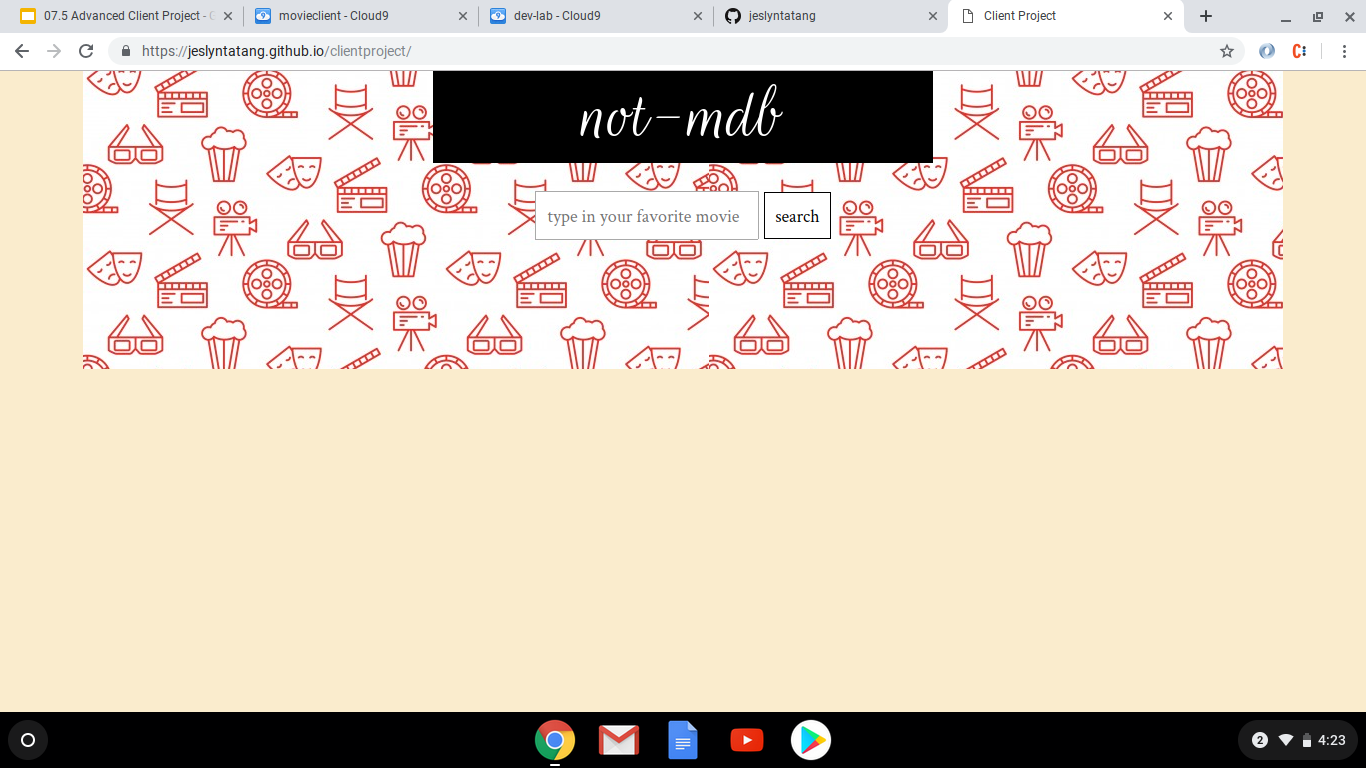 07.5 Advanced Client Project - G
movieclient - Cloud9
dev-lab - Cloud9
jeslyntatang
Client Project
https://jeslyntatang.github.io/clientproject/
not-mdb
type in your favorite movie
search
2
4:23